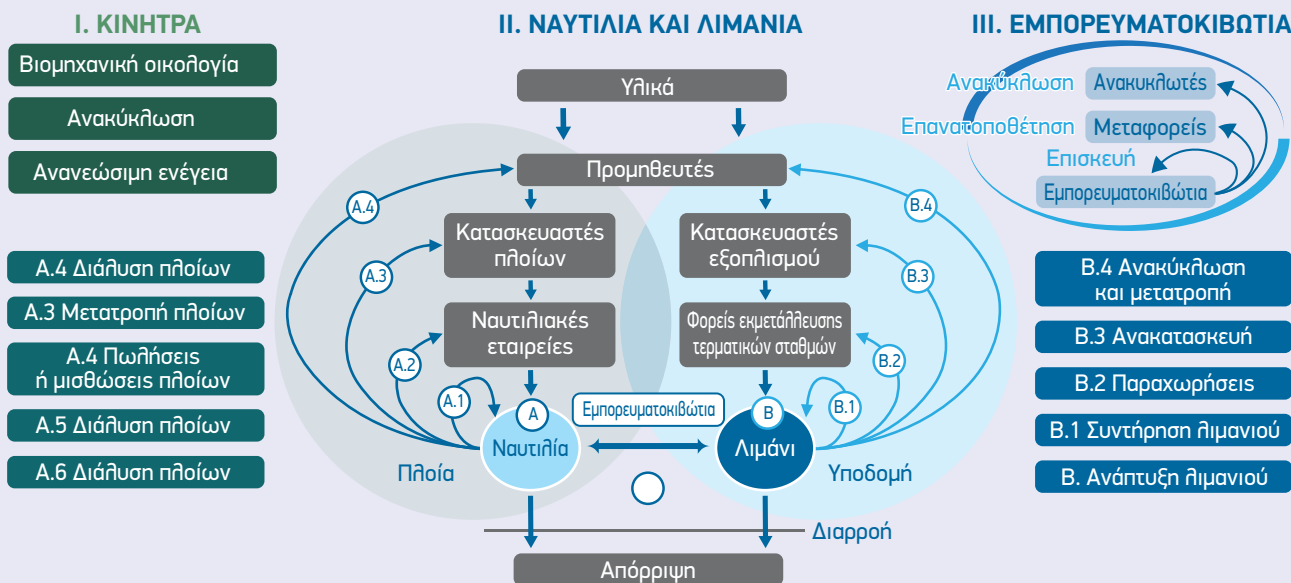 I. ΚΙΝΗΤΡΑ
Βιομηχανική οικολογία
Ανακύκλωση
Ανανεώσιμη ενέγεια
Α.4 Διάλυση πλοίων
Α.3 Μετατροπή πλοίων
Α.4 Πωλήσεις
ή μισθώσεις πλοίων
Α.5 Διάλυση πλοίων
Α.6 Διάλυση πλοίων
II. ΝΑΥΤΙΛΙΑ ΚΑΙ ΛΙΜΑΝΙΑ
Υλικά
Προμηθευτές
Κατασκευαστές
πλοίων
Κατασκευαστές
εξοπλισμού
Ναυτιλιακές
εταιρείες
Φορείς εκμετάλλευσης
τερματικών σταθμών
A.4
A.3
A.2
A.1
A
B.4
B.3
B.2
B.1
B
Εμπορευματοκιβώτια
Ναυτιλία
Λιμάνι
Πλοία
Υποδομή
Διαρροή
Απόρριψη
III. ΕΜΠΟΡΕΥΜΑΤΟΚΙΒΩΤΙΑ
Ανακύκλωση
Ανακυκλωτές
Επανατοποθέτηση
Μεταφορείς
Επισκευή
Εμπορευματοκιβώτια
Β.4 Ανακύκλωση
και μετατροπή
Β.3 Ανακατασκευή
Β.2 Παραχωρήσεις
Β.1 Συντήρηση λιμανιού
Β. Ανάπτυξη λιμανιού